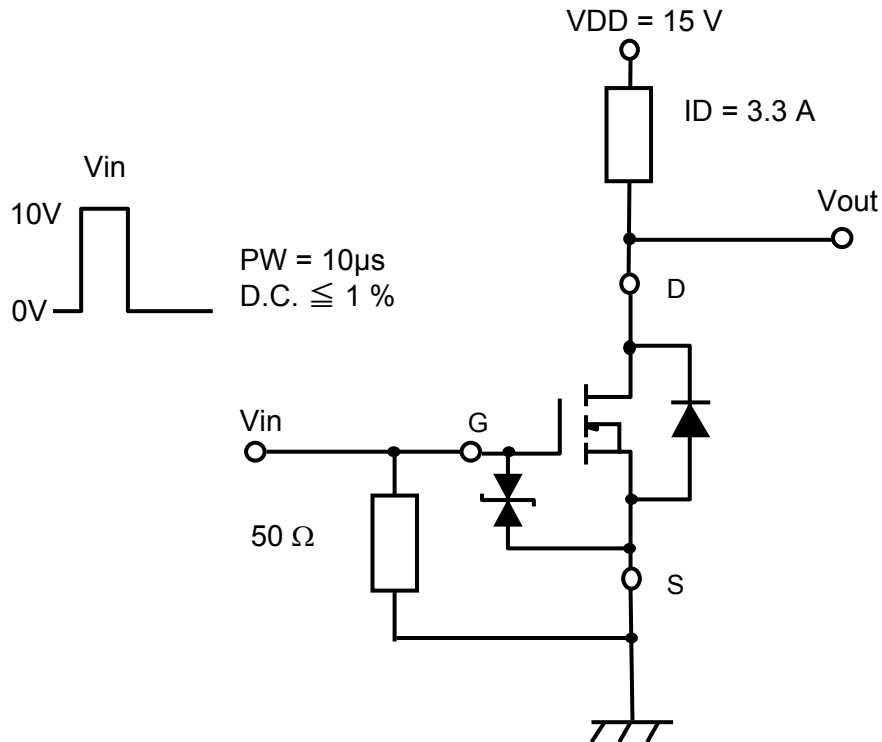 VDD = 15 V
ID = 3.3 A
Vin
10V
Vout
PW = 10µs
D.C. ≦ 1 %
0V
D
Vin
G
50 Ω
S